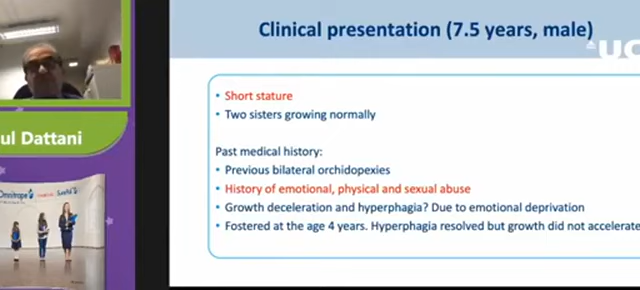 Clinical presentation (7.5 years, male)
UC
• Short stature
• Two sisters growing normally
Past medical history:
• Previous bilateral orchidopexies
• History of emotional, physical and sexual abuse
• Growth deceleration and hyperphagia? Due to emotional deprivation
• Fostered at the age 4 years. Hyperphagia resolved but growth did not accelerate
ul Dattani
Omnitrope